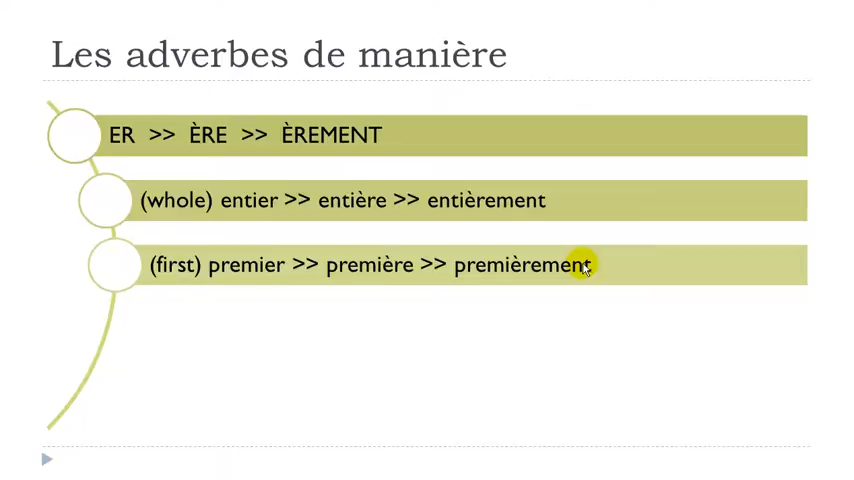 Les adverbes de manière
ER >> ÈRE >> ÈREMENT
(whole) entier >> entière >> entièrement
(first) premier >> première >> premièrement